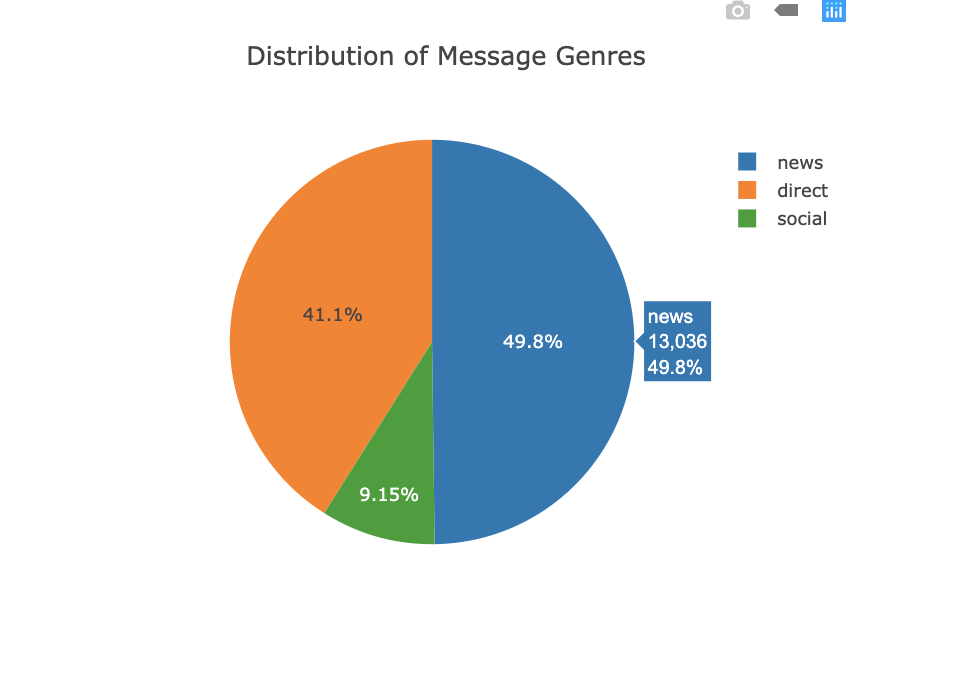 Distribution of Message Genres
news
direct
social
41.1%
49.8%
9.15%
news
13,036
49.8%